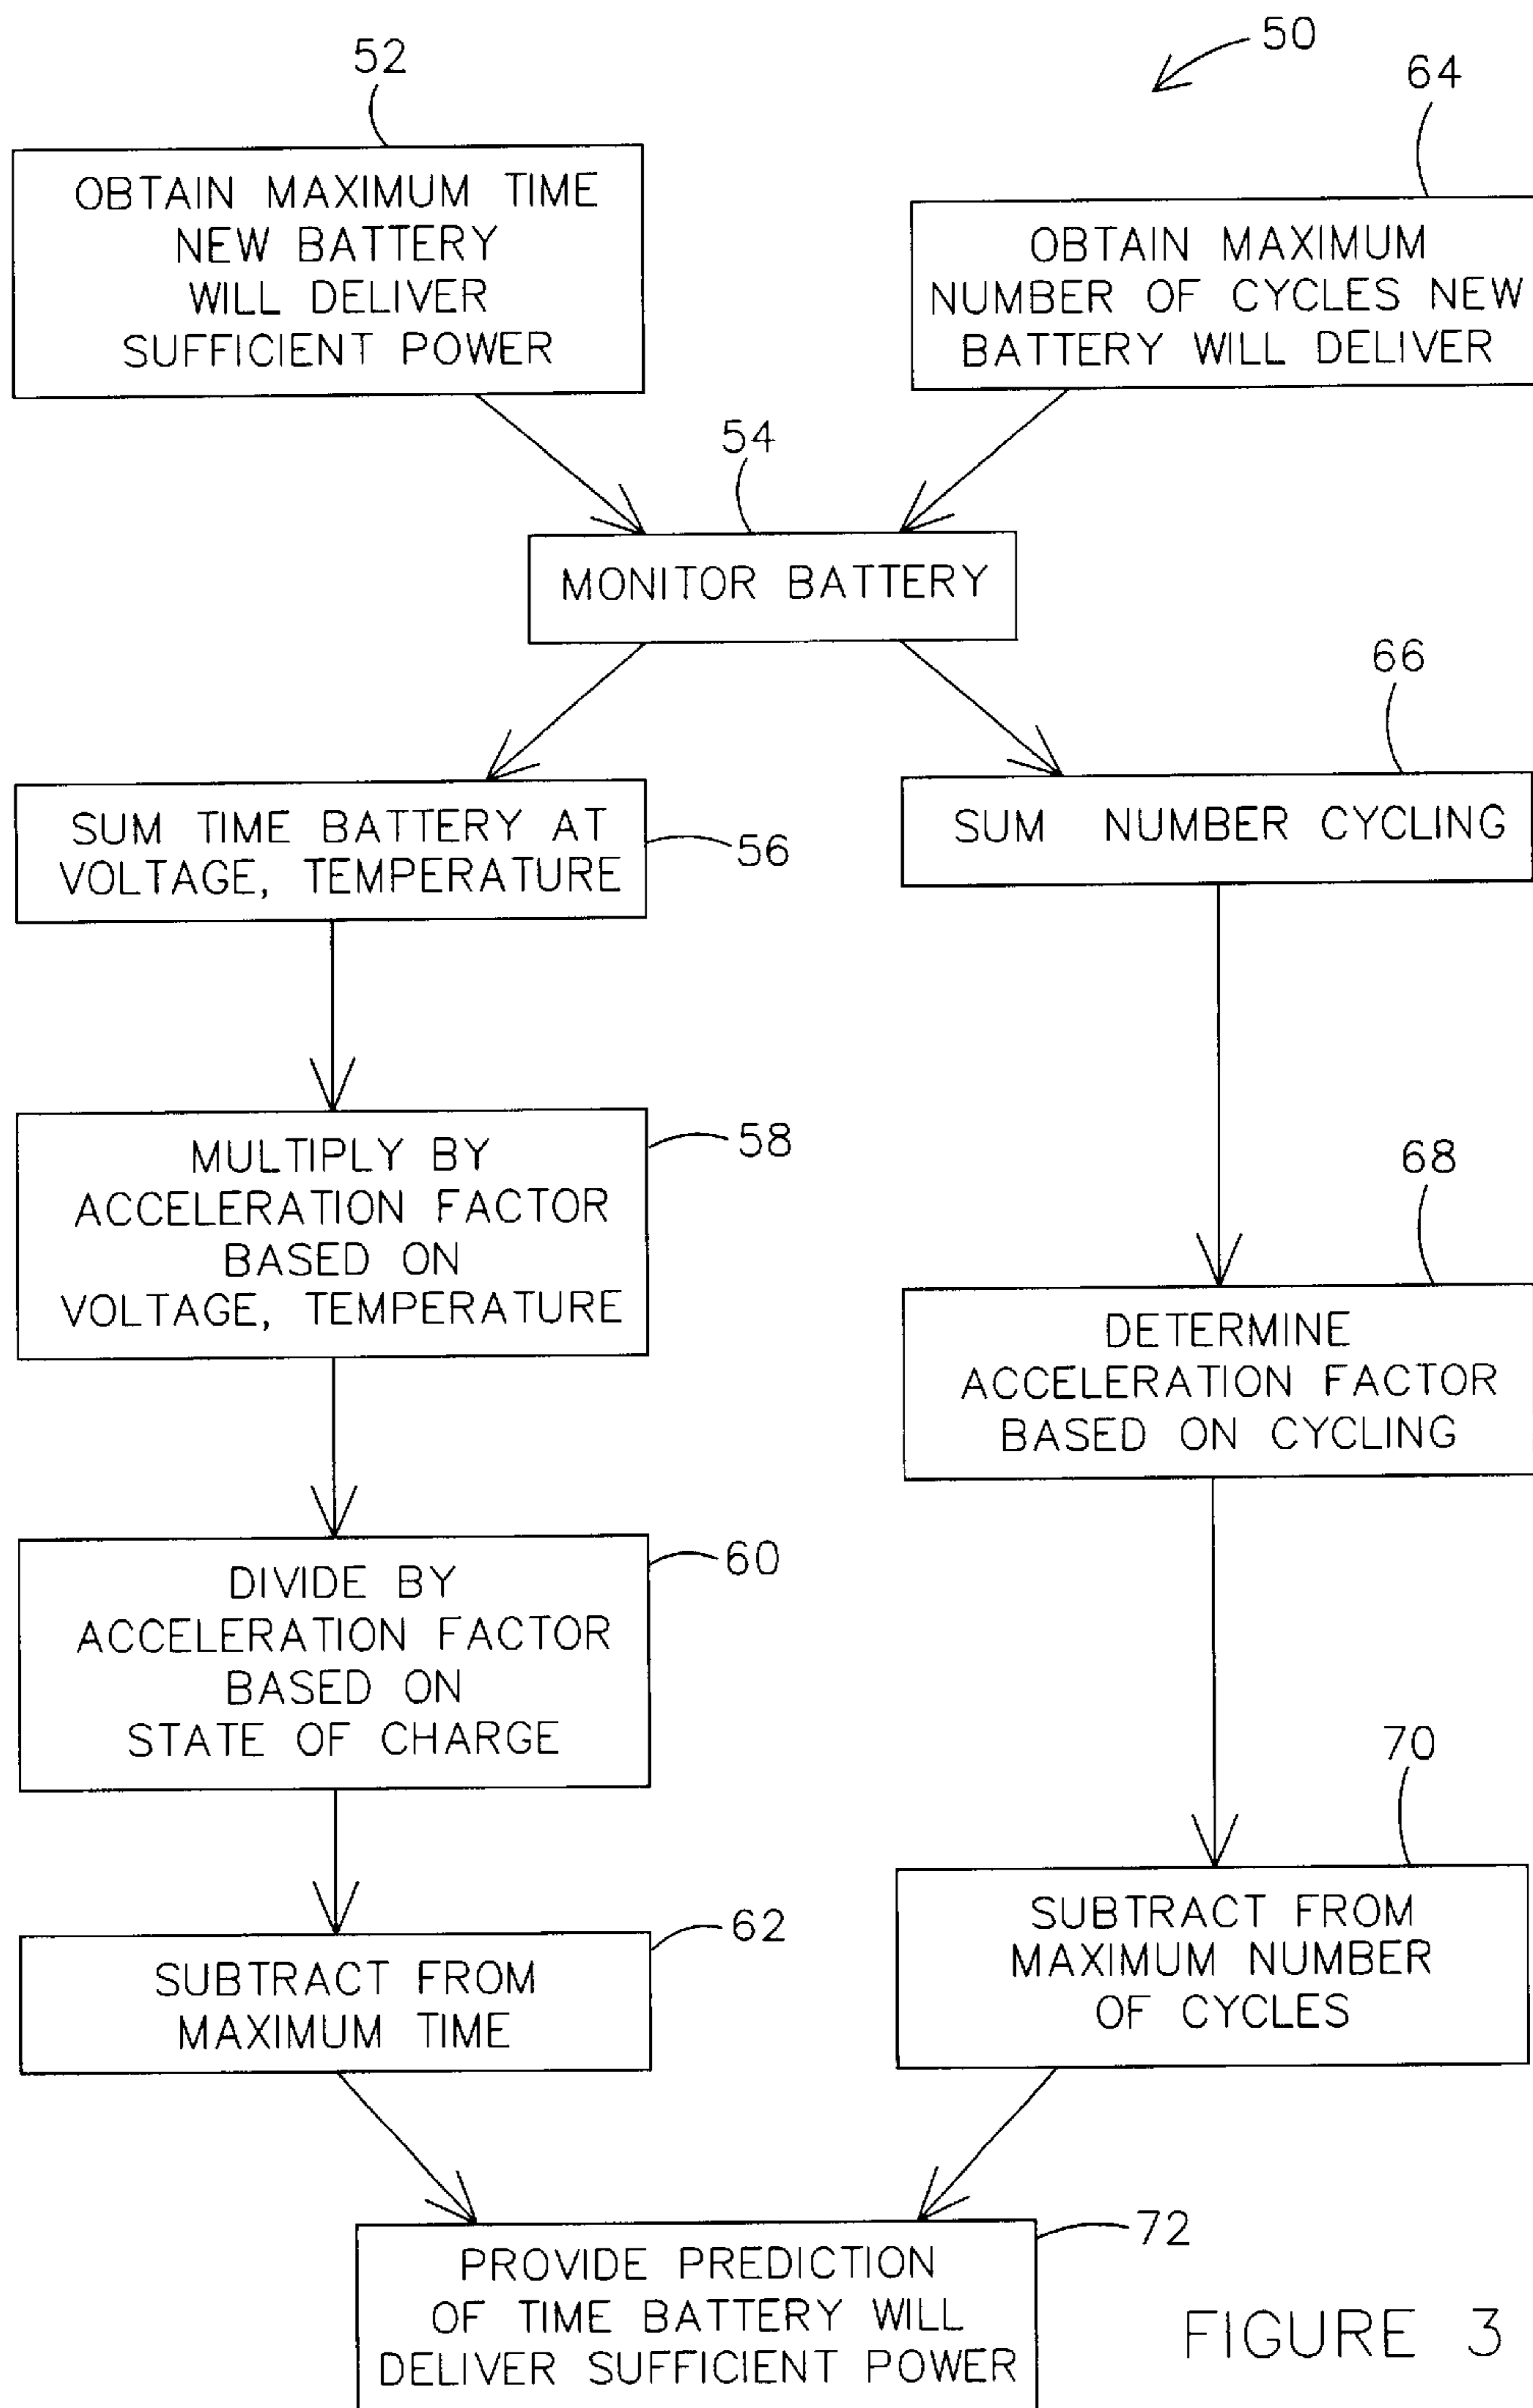 50
52
OBTAIN MAXIMUM TIME
NEW BATTERY
WILL DELIVER
SUFFICIENT POWER
64
OBTAIN MAXIMUM
NUMBER OF CYCLES NEW
BATTERY WILL DELIVER
54
MONITOR BATTERY
56
SUM TIME BATTERY AT
VOLTAGE, TEMPERATURE
66
SUM NUMBER CYCLING
58
MULTIPLY BY
ACCELERATION FACTOR
BASED ON
VOLTAGE, TEMPERATURE
68
DETERMINE
ACCELERATION FACTOR
BASED ON CYCLING
60
DIVIDE BY
ACCELERATION FACTOR
BASED ON
STATE OF CHARGE
70
SUBTRACT FROM
MAXIMUM NUMBER
OF CYCLES
62
SUBTRACT FROM
MAXIMUM TIME
72
PROVIDE PREDICTION
OF TIME BATTERY WILL
DELIVER SUFFICIENT POWER
FIGURE 3